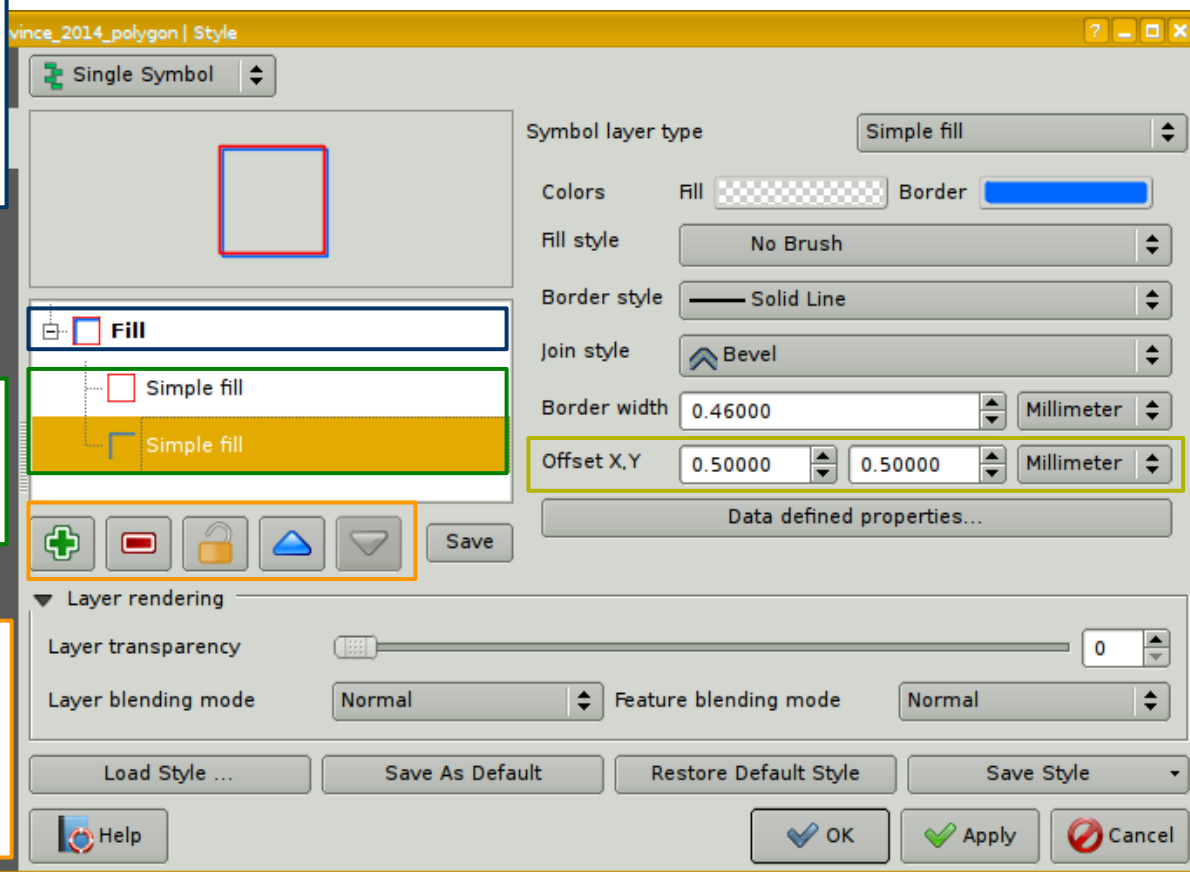 vince_2014_polygon | Style
?
Single Symbol
Symbol layer type Simple fill
Colors Fill Border
Fill style No Brush
Border style Solid Line
Fill
Join style Bevel
Simple fill
Border width 0.46000 Millimeter
Simple fill
Offset X,Y 0.50000 0.50000 Millimeter
Data defined properties...
Save
Layer rendering
Layer transparency 0
Layer blending mode Normal Feature blending mode Normal
Load Style ... Save As Default Restore Default Style Save Style
Help OK Apply Cancel